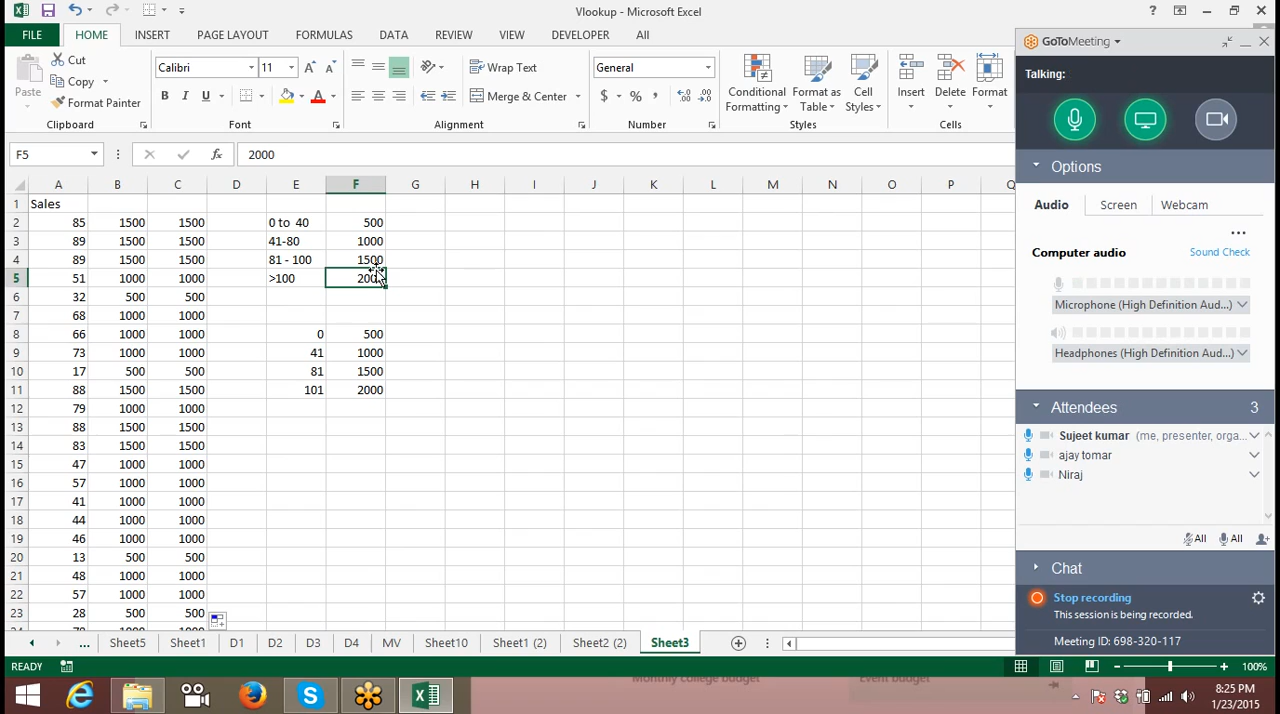 Vlookup - Microsoft Excel
FILE HOME INSERT PAGE LAYOUT FORMULAS DATA REVIEW VIEW DEVELOPER All
Paste Cut Copy Format Painter
Calibri 11 A A B I U A
Wrap Text Merge & Center
General $ % ,
Conditional Formatting Format as Table Cell Styles
Insert Delete Format
Clipboard Font Alignment Number Styles Cells
F5 fx 2000
A B C D E F G H I J K L M N O P Q
1 Sales
2 85 1500 1500 0 to 40 500
3 89 1500 1500 41-80 1000
4 89 1500 1500 81 - 100 1500
5 51 1000 1000 >100
6 32 500 500
7 68 1000 1000
8 66 1000 1000 0 500
9 73 1000 1000 41 1000
10 17 500 500 81 1500
11 88 1500 1500 101 2000
12 79 1000 1000
13 88 1500 1500
14 83 1500 1500
15 47 1000 1000
16 57 1000 1000
17 41 1000 1000
18 44 1000 1000
19 46 1000 1000
20 13 500 500
21 48 1000 1000
22 57 1000 1000
23 28 500 500
... Sheet5 Sheet1 D1 D2 D3 D4 MV Sheet10 Sheet1 (2) Sheet2 (2) Sheet3
READY 100%
GoToMeeting
Talking:
Options
Audio Screen Webcam
Computer audio Sound Check
Microphone (High Definition Aud...)
Headphones (High Definition Aud...)
Attendees 3
Sujeet kumar (me, presenter, orga...
ajay tomar
Niraj
All All
Chat
Stop recording
This session is being recorded.
Meeting ID: 698-320-117
Monthly college budget Event budget
8:25 PM
1/23/2015